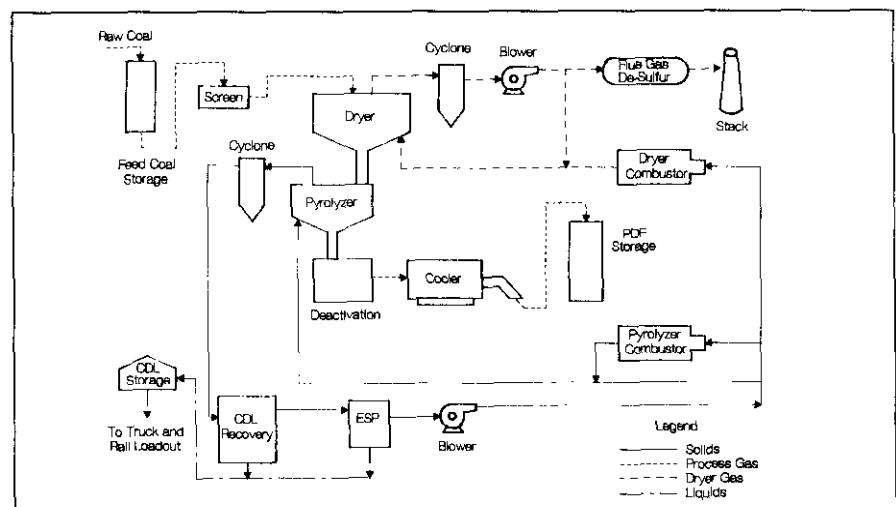 Raw Coal
Cyclone
Blower
Flue Gas
De-Sulfur
Screen
Dryer
Stack
Cyclone
Feed Coal
Storage
Dryer
Combustor
Pyrolyzer
PDF
Storage
Cooler
Deactivation
Pyrolyzer
Combustor
CDL
Storage
CDL
Recovery
ESP
To Truck and
Rail Loadout
Blower
Legend
Solids
Process Gas
Dryer Gas
Liquids